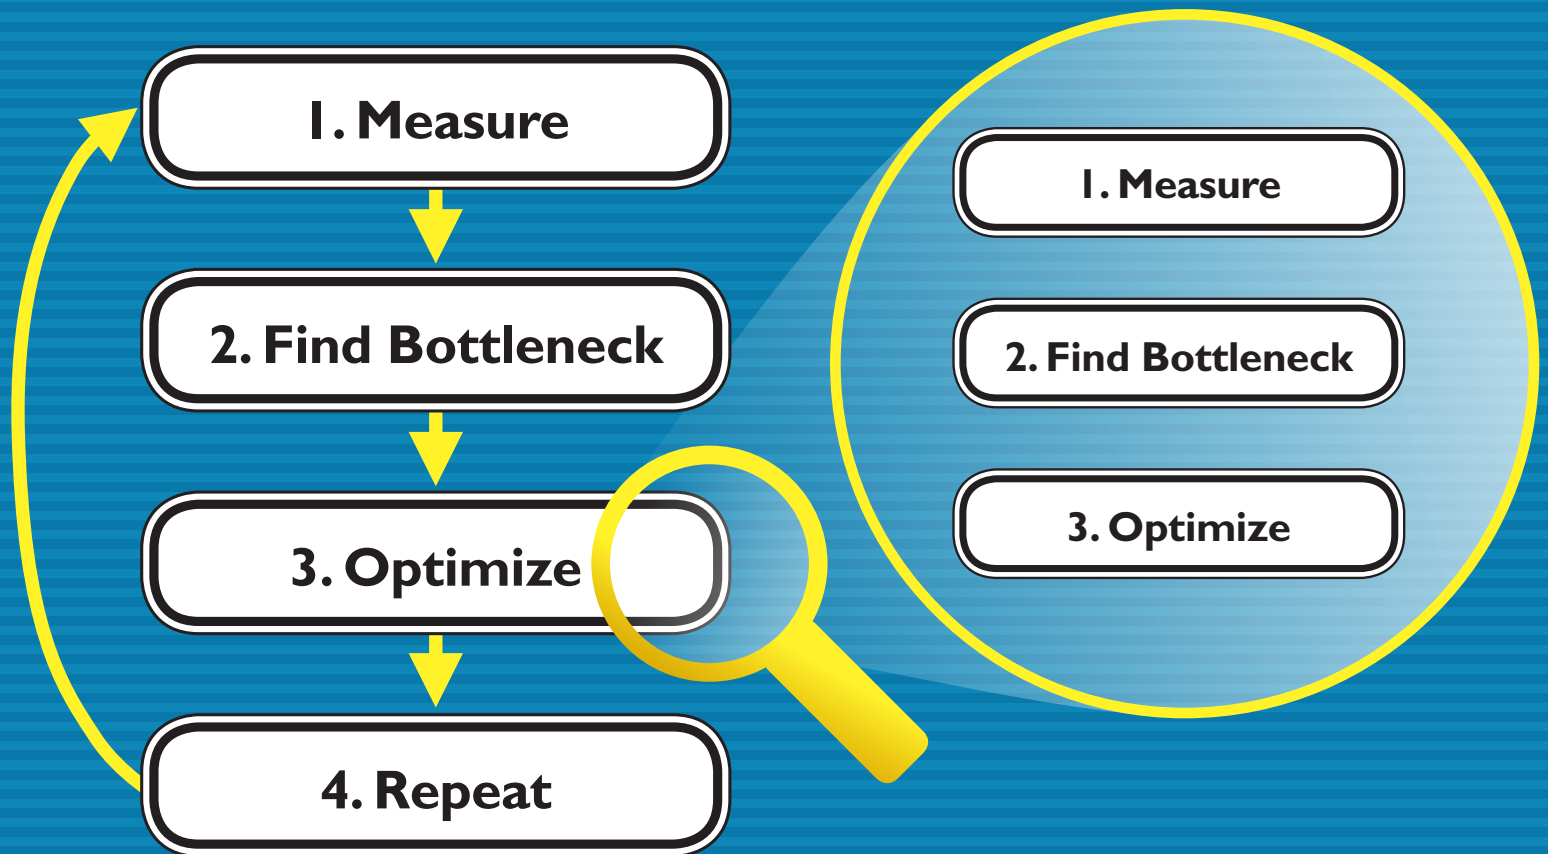 1. Measure
2. Find Bottleneck
3. Optimize
4. Repeat
1. Measure
2. Find Bottleneck
3. Optimize